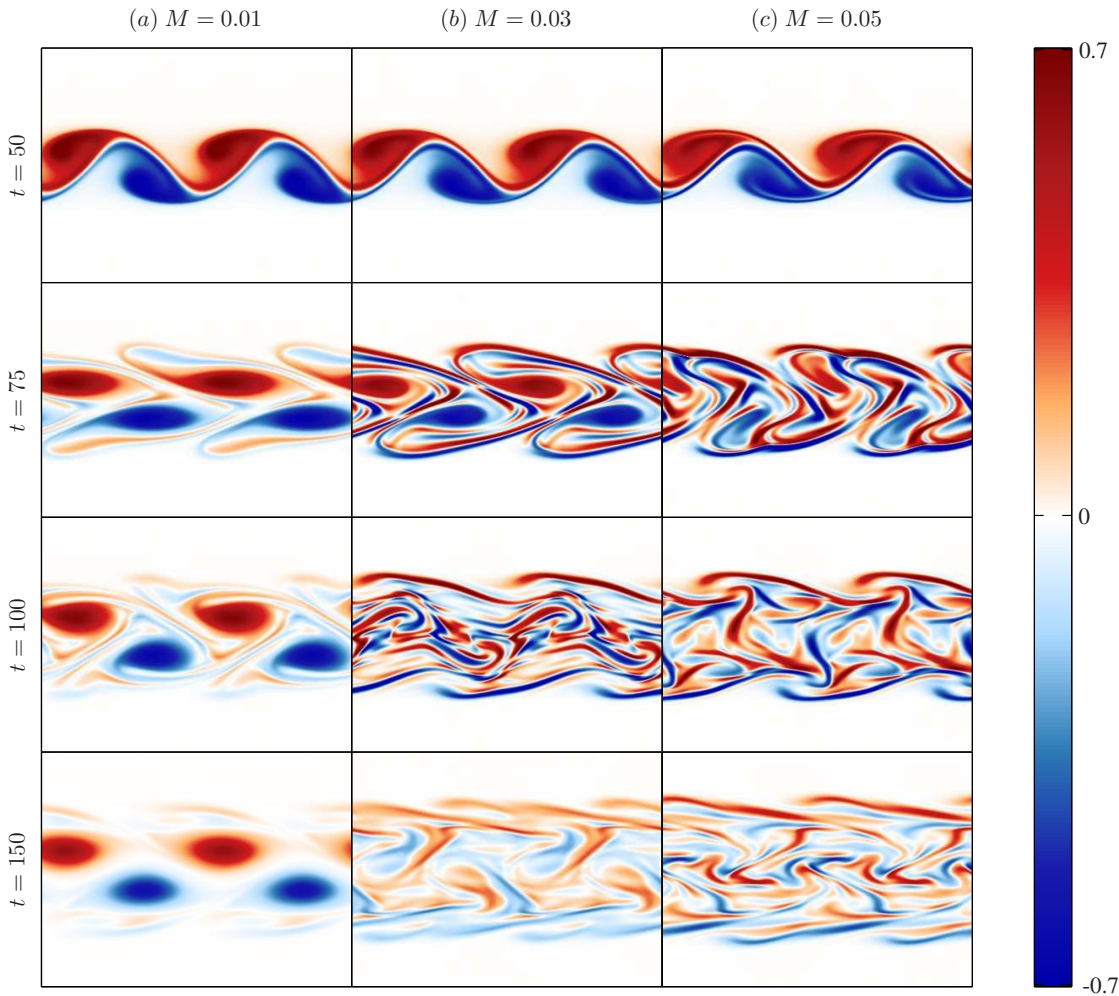 (a) M = 0.01
(b) M = 0.03
(c) M = 0.05
t = 50
t = 75
t = 100
t = 150
0.7
0
-0.7